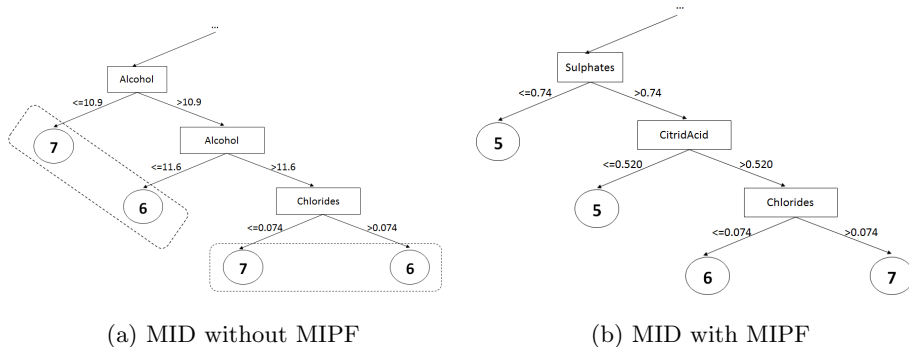 ...
Alcohol
<=10.9
>10.9
7
Alcohol
<=11.6
>11.6
6
Chlorides
<=0.074
>0.074
7
6
(a) MID without MIPF
...
Sulphates
<=0.74
>0.74
5
CitridAcid
<=0.520
>0.520
5
Chlorides
<=0.074
>0.074
6
7
(b) MID with MIPF